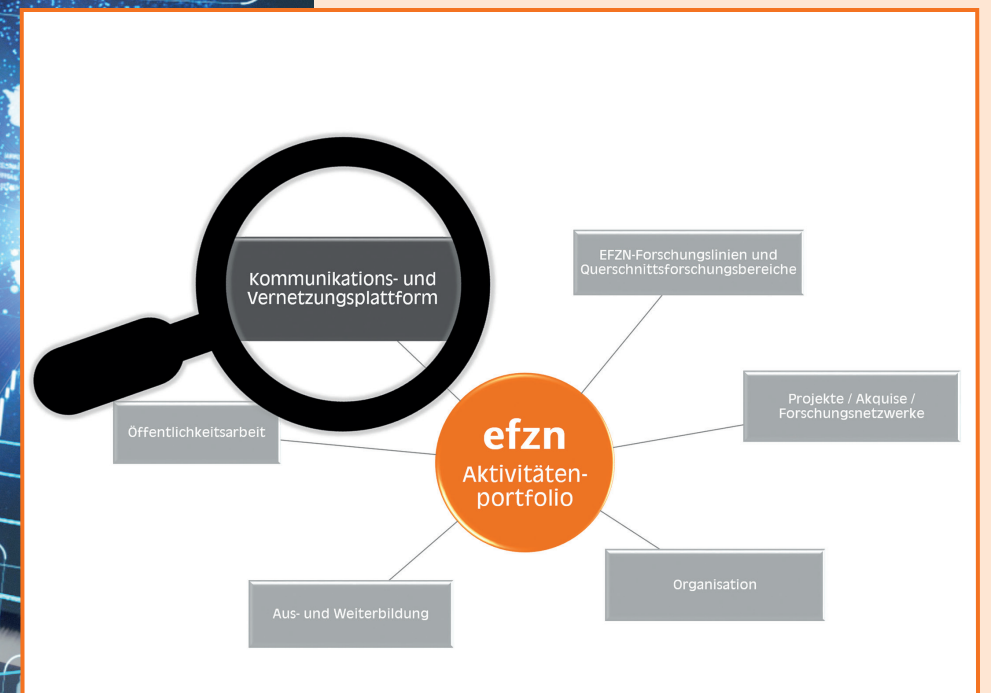 Kommunikations- und
Vernetzungsplattform
EFZN-Forschungslinien und
Querschnittsforschungsbereiche
Projekte / Akquise /
Forschungsnetzwerke
Öffentlichkeitsarbeit
efzn
Aktivitäten-
portfolio
Organisation
Aus- und Weiterbildung